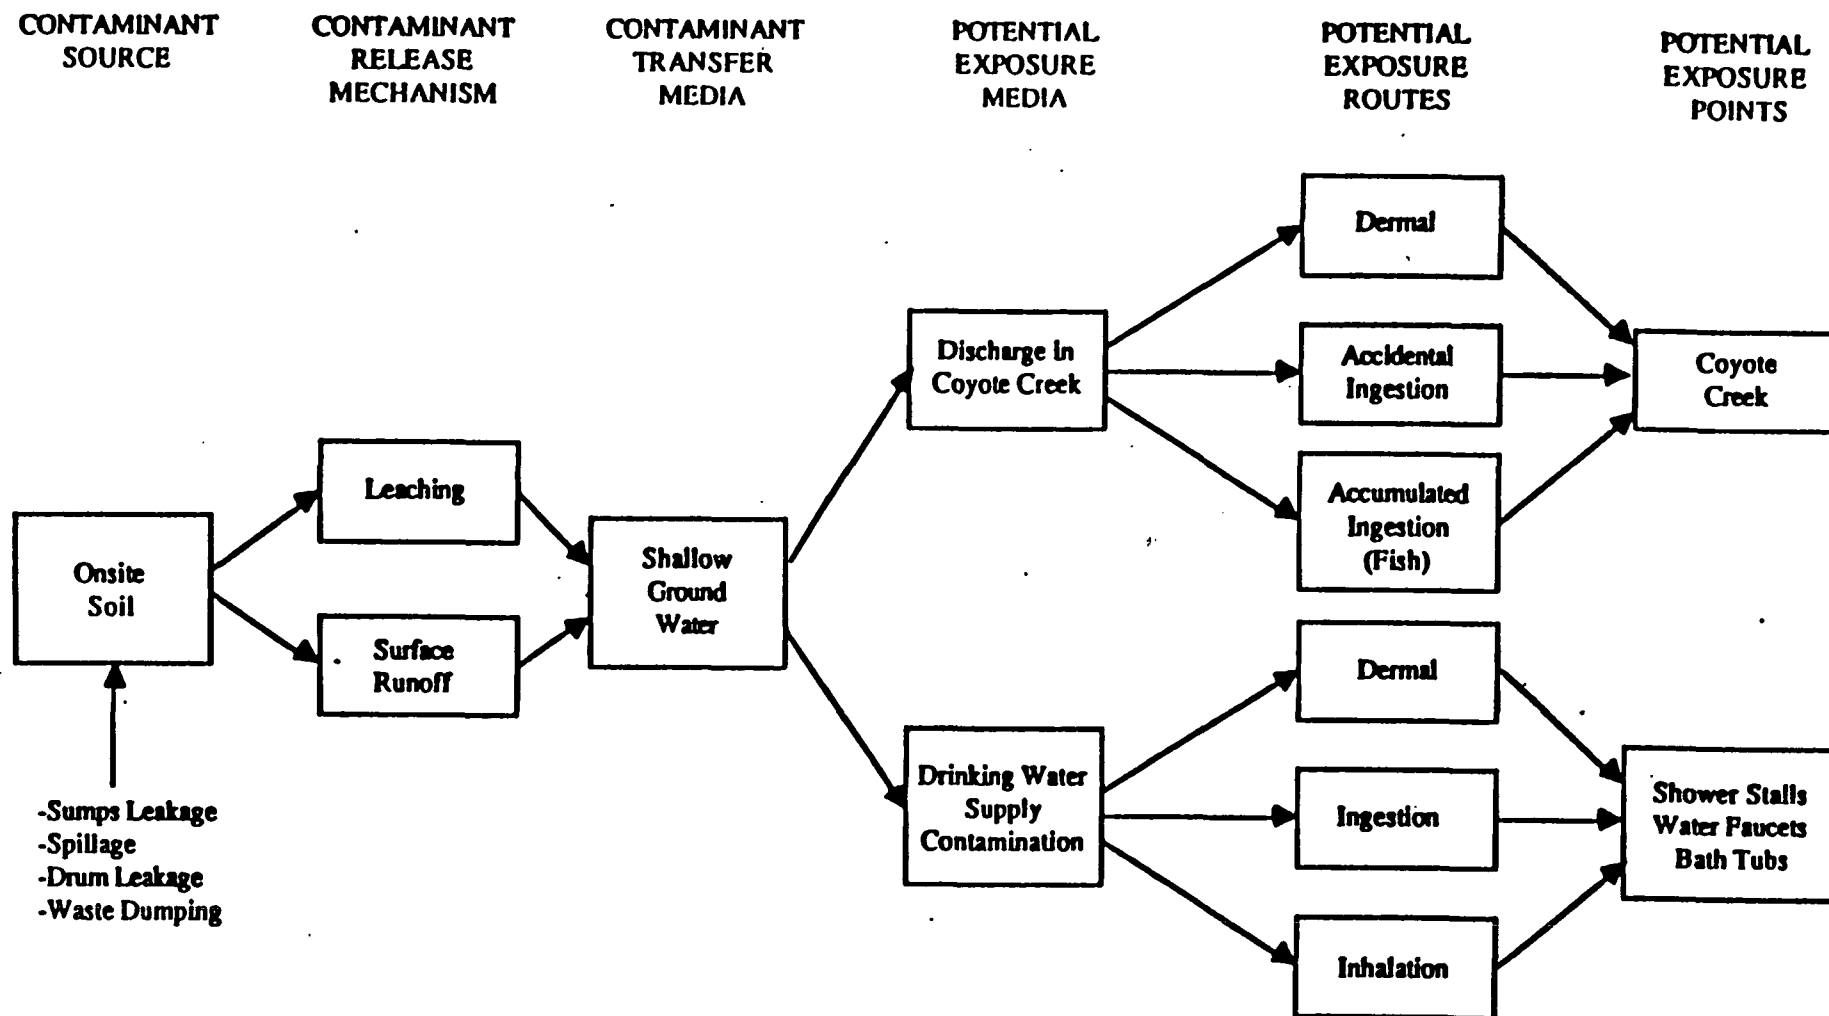 CONTAMINANT
SOURCE
CONTAMINANT
RELEASE
MECHANISM
CONTAMINANT
TRANSFER
MEDIA
POTENTIAL
EXPOSURE
MEDIA
POTENTIAL
EXPOSURE
ROUTES
POTENTIAL
EXPOSURE
POINTS
Onsite
Soil
-Sumps Leakage
-Spillage
-Drum Leakage
-Waste Dumping
Leaching
Surface
Runoff
Shallow
Ground
Water
Discharge in
Coyote Creek
Drinking Water
Supply
Contamination
Dermal
Accidental
Ingestion
Accumulated
Ingestion
(Fish)
Dermal
Ingestion
Inhalation
Coyote
Creek
Shower Stalls
Water Faucets
Bath Tubs